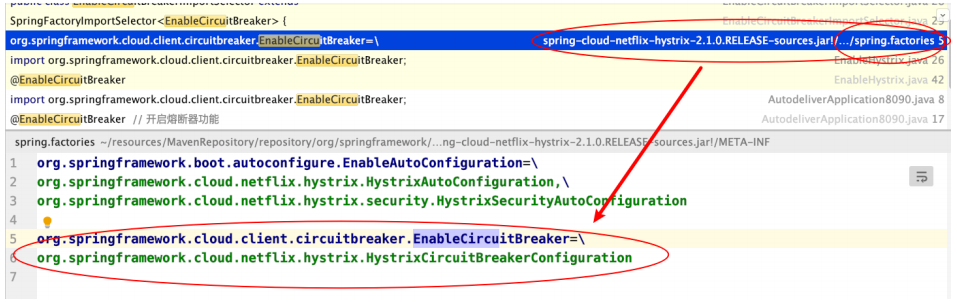 SpringFactoryImportSelector<EnableCircuitBreaker> { EnableCircuitBreakerImportSelector.java 29
org.springframework.cloud.client.circuitbreaker.EnableCircuitBreaker=\ spring-cloud-netflix-hystrix-2.1.0.RELEASE-sources.jar!/.../spring.factories 5
import org.springframework.cloud.client.circuitbreaker.EnableCircuitBreaker; EnableHystrix.java 26
@EnableCircuitBreaker EnableHystrix.java 42
import org.springframework.cloud.client.circuitbreaker.EnableCircuitBreaker; AutodeliverApplication8090.java 8
@EnableCircuitBreaker // 开启熔断器功能 AutodeliverApplication8090.java 17
spring.factories ~/resources/MavenRepository/repository/org/springframework/...ng-cloud-netflix-hystrix-2.1.0.RELEASE-sources.jar!/META-INF
1 org.springframework.boot.autoconfigure.EnableAutoConfiguration=\
2 org.springframework.cloud.netflix.hystrix.HystrixAutoConfiguration,\
3 org.springframework.cloud.netflix.hystrix.security.HystrixSecurityAutoConfiguration
4
5 org.springframework.cloud.client.circuitbreaker.EnableCircuitBreaker=\
6 org.springframework.cloud.netflix.hystrix.HystrixCircuitBreakerConfiguration
7